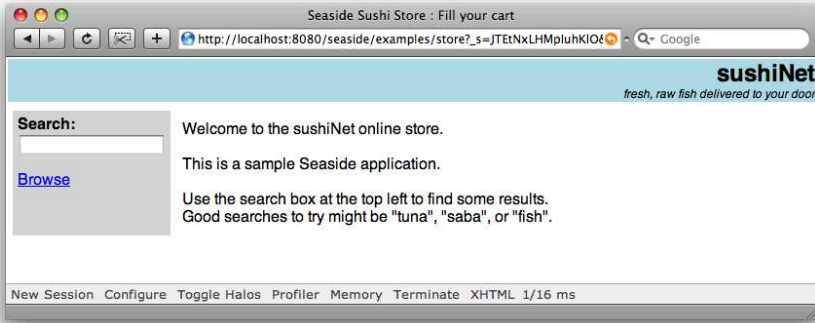 Seaside Sushi Store : Fill your cart
http://localhost:8080/seaside/examples/store?_s=JTEtNxLHMpluhKlO&
Google
sushiNet
fresh, raw fish delivered to your door
Search:
Browse
Welcome to the sushiNet online store.
This is a sample Seaside application.
Use the search box at the top left to find some results.
Good searches to try might be "tuna", "saba", or "fish".
New Session Configure Toggle Halos Profiler Memory Terminate XHTML 1/16 ms